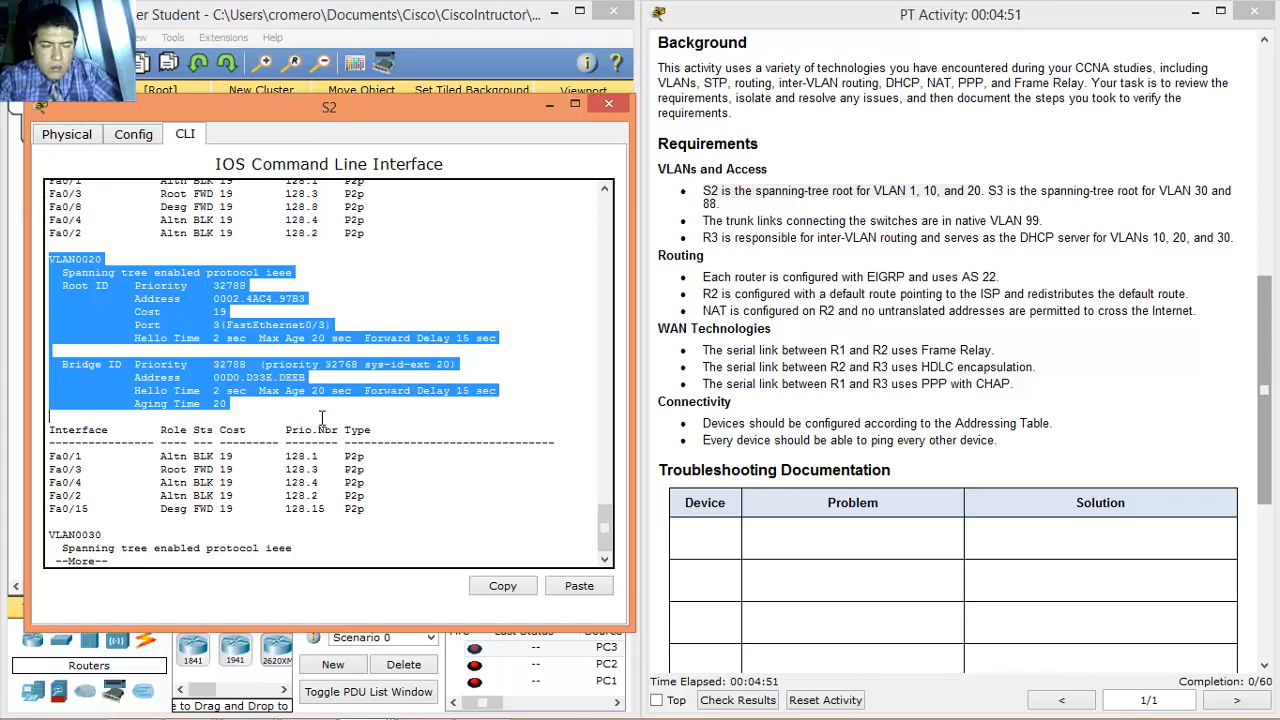 er Student - C:\Users\cromero\Documents\Cisco\CiscoIntructor\...
Tools Extensions Help
[Root] New Cluster Move Object Set Tiled Background Viewport
S2
Physical Config CLI
IOS Command Line Interface
Fa0/1 Altn BLK 19 128.1 P2p
Fa0/3 Root FWD 19 128.3 P2p
Fa0/8 Desg FWD 19 128.8 P2p
Fa0/4 Altn BLK 19 128.4 P2p
Fa0/2 Altn BLK 19 128.2 P2p
VLAN0020
Spanning tree enabled protocol ieee
Root ID Priority 32788
Address 0002.4AC4.97B3
Cost 19
Port 3(FastEthernet0/3)
Hello Time 2 sec Max Age 20 sec Forward Delay 15 sec
Bridge ID Priority 32788 (priority 32768 sys-id-ext 20)
Address 00D0.D33E.DEEB
Hello Time 2 sec Max Age 20 sec Forward Delay 15 sec
Aging Time 20
Interface Role Sts Cost Prio.Nbr Type
---------------- ---- --- --------- -------- --------------------------------
Fa0/1 Altn BLK 19 128.1 P2p
Fa0/3 Root FWD 19 128.3 P2p
Fa0/4 Altn BLK 19 128.4 P2p
Fa0/2 Altn BLK 19 128.2 P2p
Fa0/15 Desg FWD 19 128.15 P2p
VLAN0030
Spanning tree enabled protocol ieee
--More--
Copy Paste
Routers
1841 1941 2620XM
e to Drag and Drop to
Scenario 0
New Delete
Toggle PDU List Window
Fire Last Status Source
-- PC3
-- PC2
-- PC1
PT Activity: 00:04:51
Background
This activity uses a variety of technologies you have encountered during your CCNA studies, including
VLANs, STP, routing, inter-VLAN routing, DHCP, NAT, PPP, and Frame Relay. Your task is to review the
requirements, isolate and resolve any issues, and then document the steps you took to verify the
requirements.
Requirements
VLANs and Access
• S2 is the spanning-tree root for VLAN 1, 10, and 20. S3 is the spanning-tree root for VLAN 30 and
88.
• The trunk links connecting the switches are in native VLAN 99.
• R3 is responsible for inter-VLAN routing and serves as the DHCP server for VLANs 10, 20, and 30.
Routing
• Each router is configured with EIGRP and uses AS 22.
• R2 is configured with a default route pointing to the ISP and redistributes the default route.
• NAT is configured on R2 and no untranslated addresses are permitted to cross the Internet.
WAN Technologies
• The serial link between R1 and R2 uses Frame Relay.
• The serial link between R2 and R3 uses HDLC encapsulation.
• The serial link between R1 and R3 uses PPP with CHAP.
Connectivity
• Devices should be configured according to the Addressing Table.
• Every device should be able to ping every other device.
Troubleshooting Documentation
Device Problem Solution
Time Elapsed: 00:04:51 Completion: 0/60
Top Check Results Reset Activity < 1/1 >